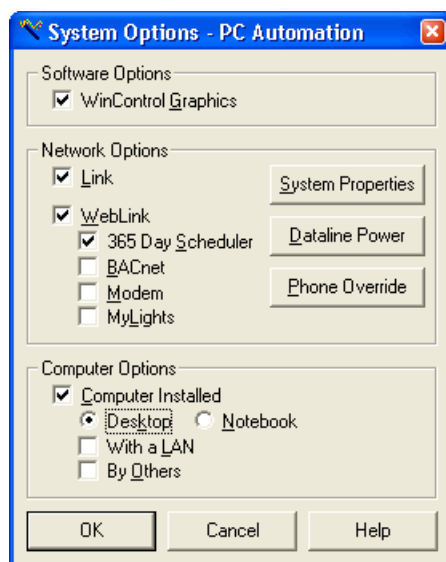 System Options - PC Automation
Software Options
WinControl Graphics
Network Options
Link
System Properties
WebLink
365 Day Scheduler
Dataline Power
BACnet
Modem
Phone Override
MyLights
Computer Options
Computer Installed
Desktop Notebook
With a LAN
By Others
OK Cancel Help